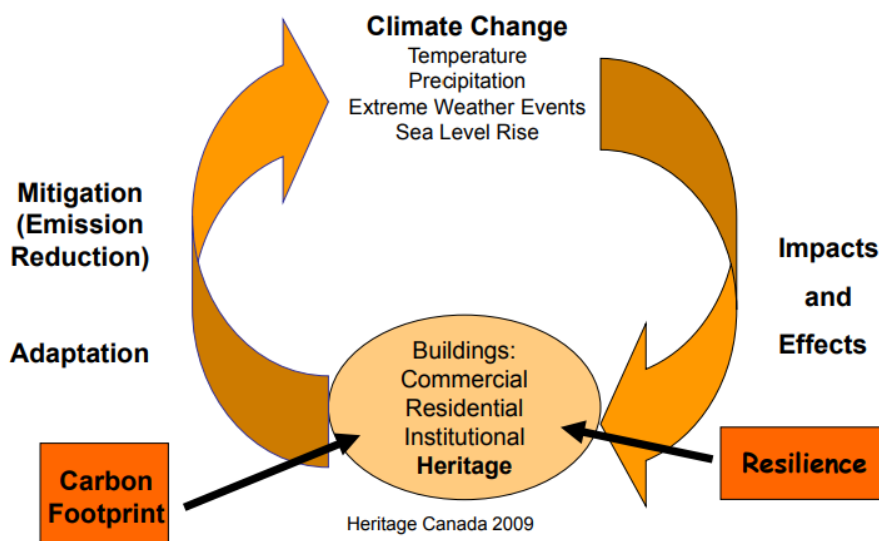 Climate Change
Temperature
Precipitation
Extreme Weather Events
Sea Level Rise
Mitigation
(Emission
Reduction)
Adaptation
Impacts
and
Effects
Buildings:
Commercial
Residential
Institutional
Heritage
Carbon
Footprint
Resilience
Heritage Canada 2009